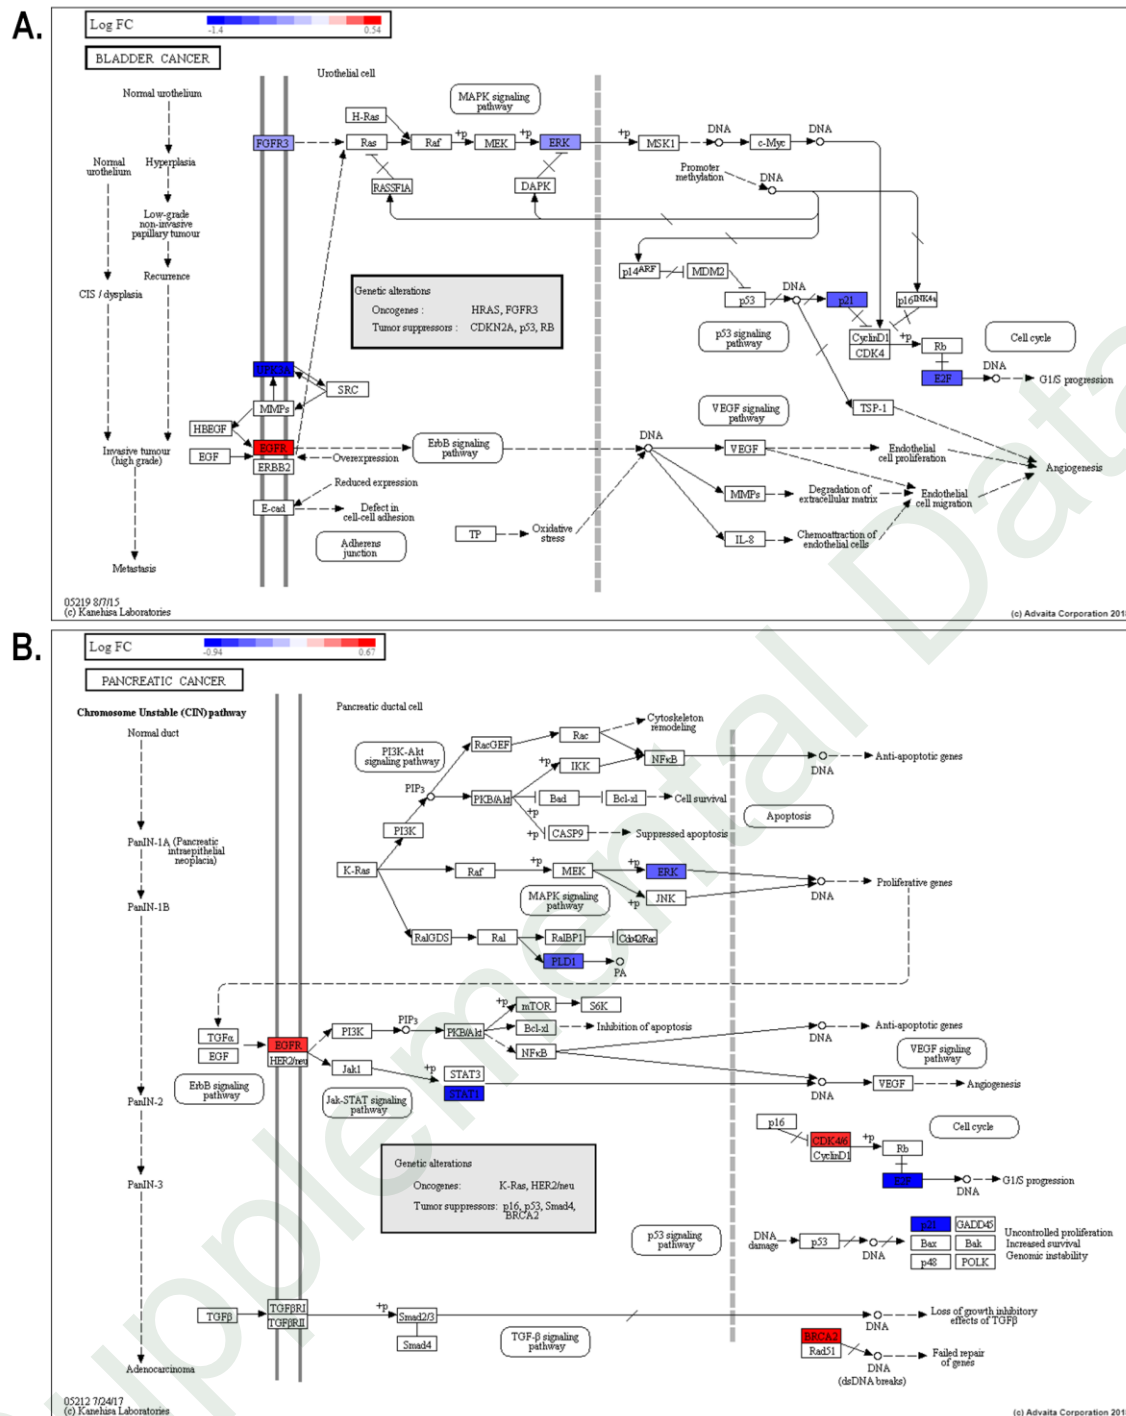 A.
Log FC
-1.4
0.54
BLADDER CANCER
Urothelial cell
Normal urothelium
Normal
urothelium
Hyperplasia
Low-grade
non-invasive
papillary tumour
Recurrence
CIS / dysplasia
Invasive tumour
(high grade)
Metastasis
MAPK signaling
pathway
H-Ras
FGFR3
Ras
Raf
+p
MEK
+p
ERK
+p
MSK1
DNA
c-Myc
DNA
RASSF1A
DAPK
Promoter
methylation
DNA
p14ARF
MDM2
p53
DNA
p21
p16INK4a
CyclinD1
CDK4
+p
Rb
E2F
DNA
G1/S progression
Cell cycle
p53 signaling
pathway
Genetic alterations
Oncogenes : HRAS, FGFR3
Tumor suppressors : CDKN2A, p53, RB
UPK3A
SRC
MMPs
HBEGF
EGF
EGFR
ERBB2
Overexpression
ErbB signaling
pathway
Reduced expression
E-cad
Defect in
cell-cell adhesion
Adherens
junction
TP
Oxidative
stress
DNA
VEGF signaling
pathway
TSP-1
VEGF
Endothelial
cell proliferation
Angiogenesis
MMPs
Degradation of
extracellular matrix
Endothelial
cell migration
IL-8
Chemoattraction of
endothelial cells
05219 8/7/15
(c) Kanehisa Laboratories
(c) Advaita Corporation 2018
B.
Log FC
-0.94
0.67
PANCREATIC CANCER
Chromosome Unstable (CIN) pathway
Pancreatic ductal cell
Normal duct
PanIN-1A (Pancreatic
intraepithelial
neoplacia)
PanIN-1B
PanIN-2
PanIN-3
Adenocarcinoma
PI3K-Akt
signaling pathway
RacGEF
Rac
Cytoskeleton
remodeling
NFκB
DNA
Anti-apoptotic genes
+p
IKK
PIP3
PKB/Akt
Bad
Bcl-xl
Cell survival
+p
+p
CASP9
Suppressed apoptosis
Apoptosis
PI3K
K-Ras
Raf
+p
MEK
+p
ERK
DNA
Proliferative genes
MAPK signaling
pathway
+p
JNK
RalGDS
Ral
RalBP1
Cdc42/Rac
PLD1
PA
TGFα
EGF
EGFR
HER2/neu
ErbB signaling
pathway
PI3K
PIP3
PKB/Akt
+p
mTOR
S6K
Bcl-xl
Inhibition of apoptosis
NFκB
DNA
Anti-apoptotic genes
Jak1
+p
STAT3
STAT1
Jak-STAT signaling
pathway
VEGF signling
pathway
DNA
VEGF
Angiogenesis
p16
CDK4/6
CyclinD1
+p
Rb
Cell cycle
E2F
DNA
G1/S progression
Genetic alterations
Oncogenes: K-Ras, HER2/neu
Tumor suppressors: p16, p53, Smad4,
BRCA2
p53 signaling
pathway
DNA
damage
p53
DNA
p21
GADD45
Bax
Bak
p48
POLK
Uncontrolled proliferation
Increased survival
Genomic instability
TGFβ
TGFβRI
TGFβRII
+p
Smad2/3
Smad4
TGF-β signaling
pathway
DNA
Loss of growth inhibitory
effects of TGFβ
BRCA2
Rad51
DNA
(dsDNA breaks)
Failed repair
of genes
05212 7/24/17
(c) Kanehisa Laboratories
(c) Advaita Corporation 2018
Supplemental Data